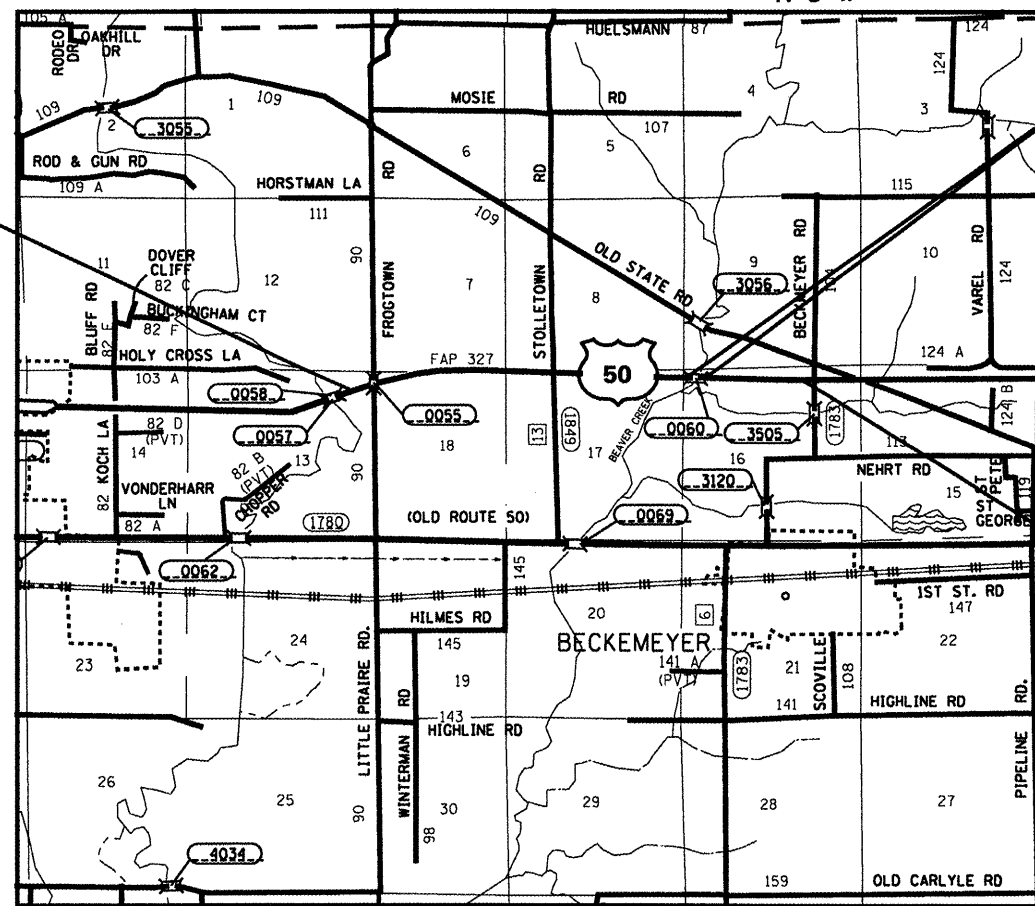 105 A
RODEO DR
OAKHILL
DR
HUELSMANN
87
124
124
109
2
3055
1
109
MOSIE RD
107
4
3
ROD & GUN RD
109 A
HORSTMAN LA
111
RD
6
RD
5
115
109
90
11
DOVER
CLIFF
82 C
12
7
8
OLD STATE RD
9
3056
BECKMEYER RD
10
VAREL RD
124
BLUFF RD
82 E
BUCKINGHAM CT
82 F
FROGTOWN
STOLLETOWN
HOLY CROSS LA
103 A
FAP 327
50
124 A
0058
0055
0057
0060
3505
1783
124 B
82 D
(PVT)
14
KOCH LA
82
82 B
(PVT)
13
CHOPPER
RD
90
18
13
1849
17
BEAVER CREEK
16
113
NEHRT RD
15
ST PETE
119
ST
GEORGE
3120
VONDERHARR
LN
82 A
1780
(OLD ROUTE 50)
0069
0062
145
1ST ST. RD
147
HILMES RD
145
20
6
BECKEMEYER
141 A
(PVT)
1783
21
SCOVILLE
108
22
23
24
19
141
HIGHLINE RD
143
HIGHLINE RD
LITTLE PRAIRE RD.
WINTERMAN RD
PIPELINE RD.
26
25
90
30
98
29
28
27
4034
159
OLD CARLYLE RD